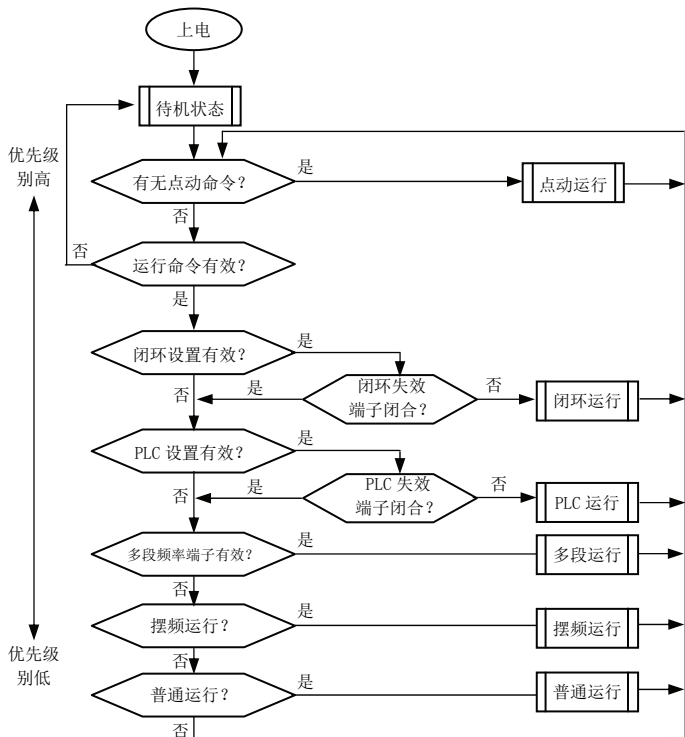 上电
待机状态
优先级
别高
有无点动命令？
是
点动运行
否
否
运行命令有效？
是
闭环设置有效？
是
否
是
闭环失效
端子闭合？
否
闭环运行
PLC 设置有效？
是
否
是
PLC 失效
端子闭合？
否
PLC 运行
多段频率端子有效？
是
多段运行
否
摆频运行？
是
摆频运行
优先级
别低
否
普通运行？
是
普通运行
否